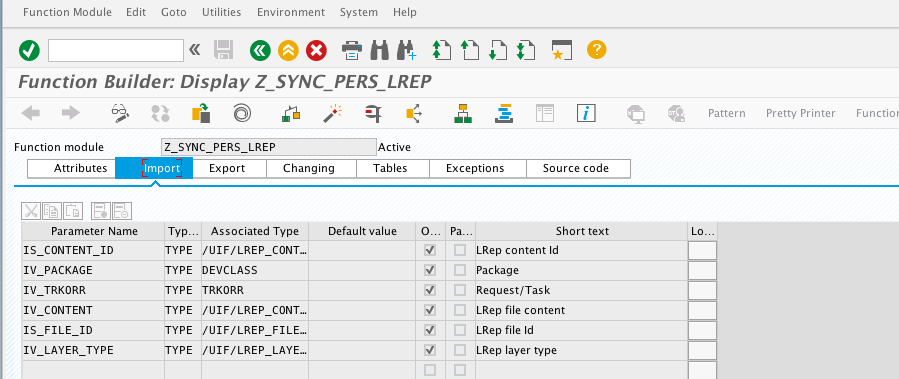 Function Module Edit Goto Utilities Environment System Help
Function Builder: Display Z_SYNC_PERS_LREP
Pattern Pretty Printer Function
Function module Z_SYNC_PERS_LREP Active
Attributes Import Export Changing Tables Exceptions Source code
Parameter Name Typ... Associated Type Default value O... Pa... Short text Lo...
IS_CONTENT_ID TYPE /UIF/LREP_CONT... LRep content Id
IV_PACKAGE TYPE DEVCLASS Package
IV_TRKORR TYPE TRKORR Request/Task
IV_CONTENT TYPE /UIF/LREP_CONT... LRep file content
IS_FILE_ID TYPE /UIF/LREP_FILE... LRep file Id
IV_LAYER_TYPE TYPE /UIF/LREP_LAYE... LRep layer type